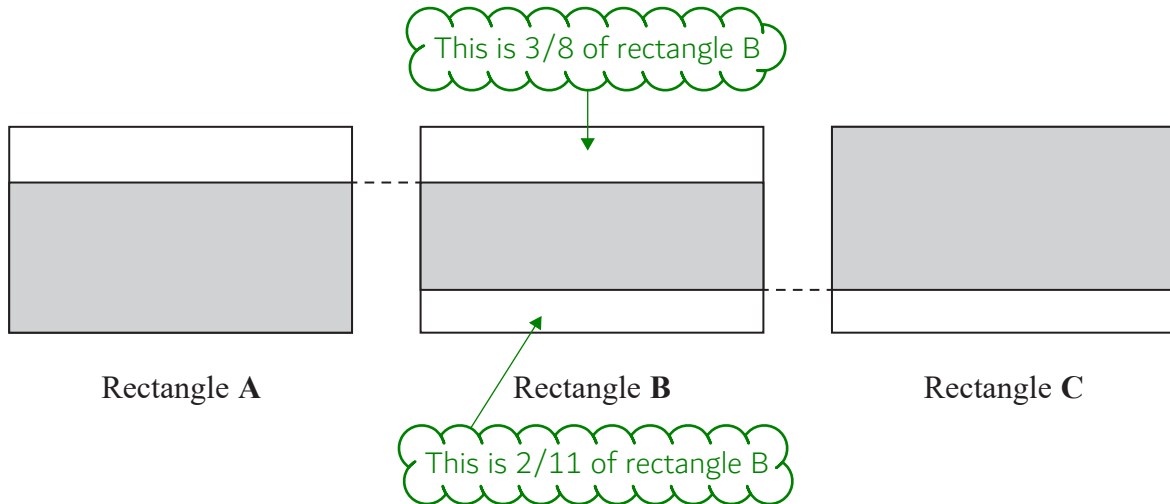 This is 3/8 of rectangle B
Rectangle A
Rectangle B
Rectangle C
This is 2/11 of rectangle B